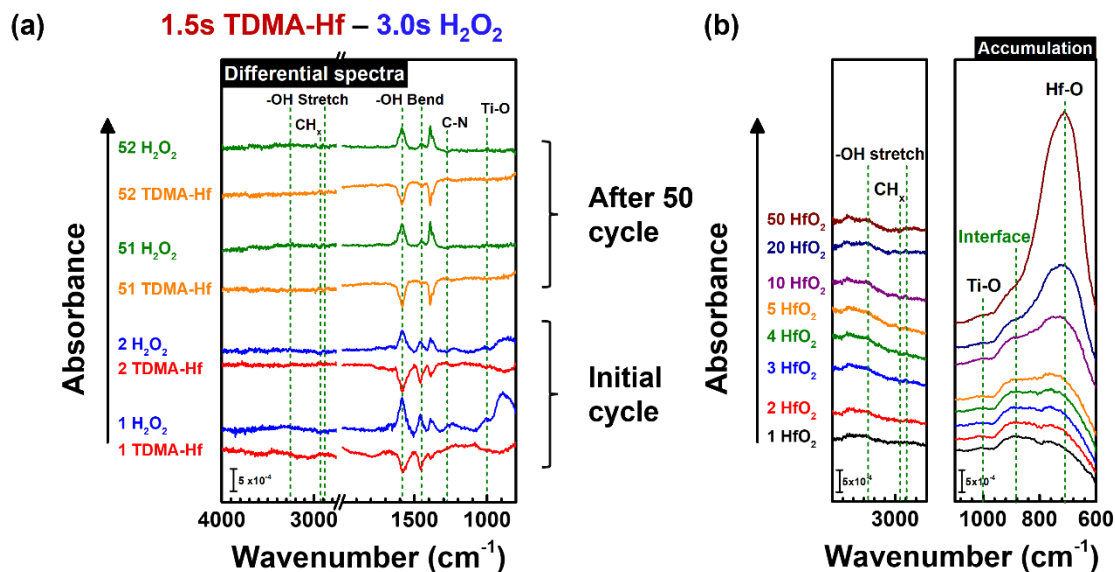 (a) 1.5s TDMA-Hf – 3.0s H₂O₂
Differential spectra
-OH Stretch
-OH Bend
Ti-O
CHₓ
C-N
52 H₂O₂
52 TDMA-Hf
51 H₂O₂
51 TDMA-Hf
2 H₂O₂
2 TDMA-Hf
1 H₂O₂
1 TDMA-Hf
5 x10⁻⁴
Absorbance
4000 3000 1500 1000
Wavenumber (cm⁻¹)
After 50
cycle
Initial
cycle
(b)
Accumulation
Hf-O
-OH stretch
CHₓ
Interface
Ti-O
50 HfO₂
20 HfO₂
10 HfO₂
5 HfO₂
4 HfO₂
3 HfO₂
2 HfO₂
1 HfO₂
5x10⁻⁴
5x10⁻⁴
Absorbance
3000 1000 800 600
Wavenumber (cm⁻¹)